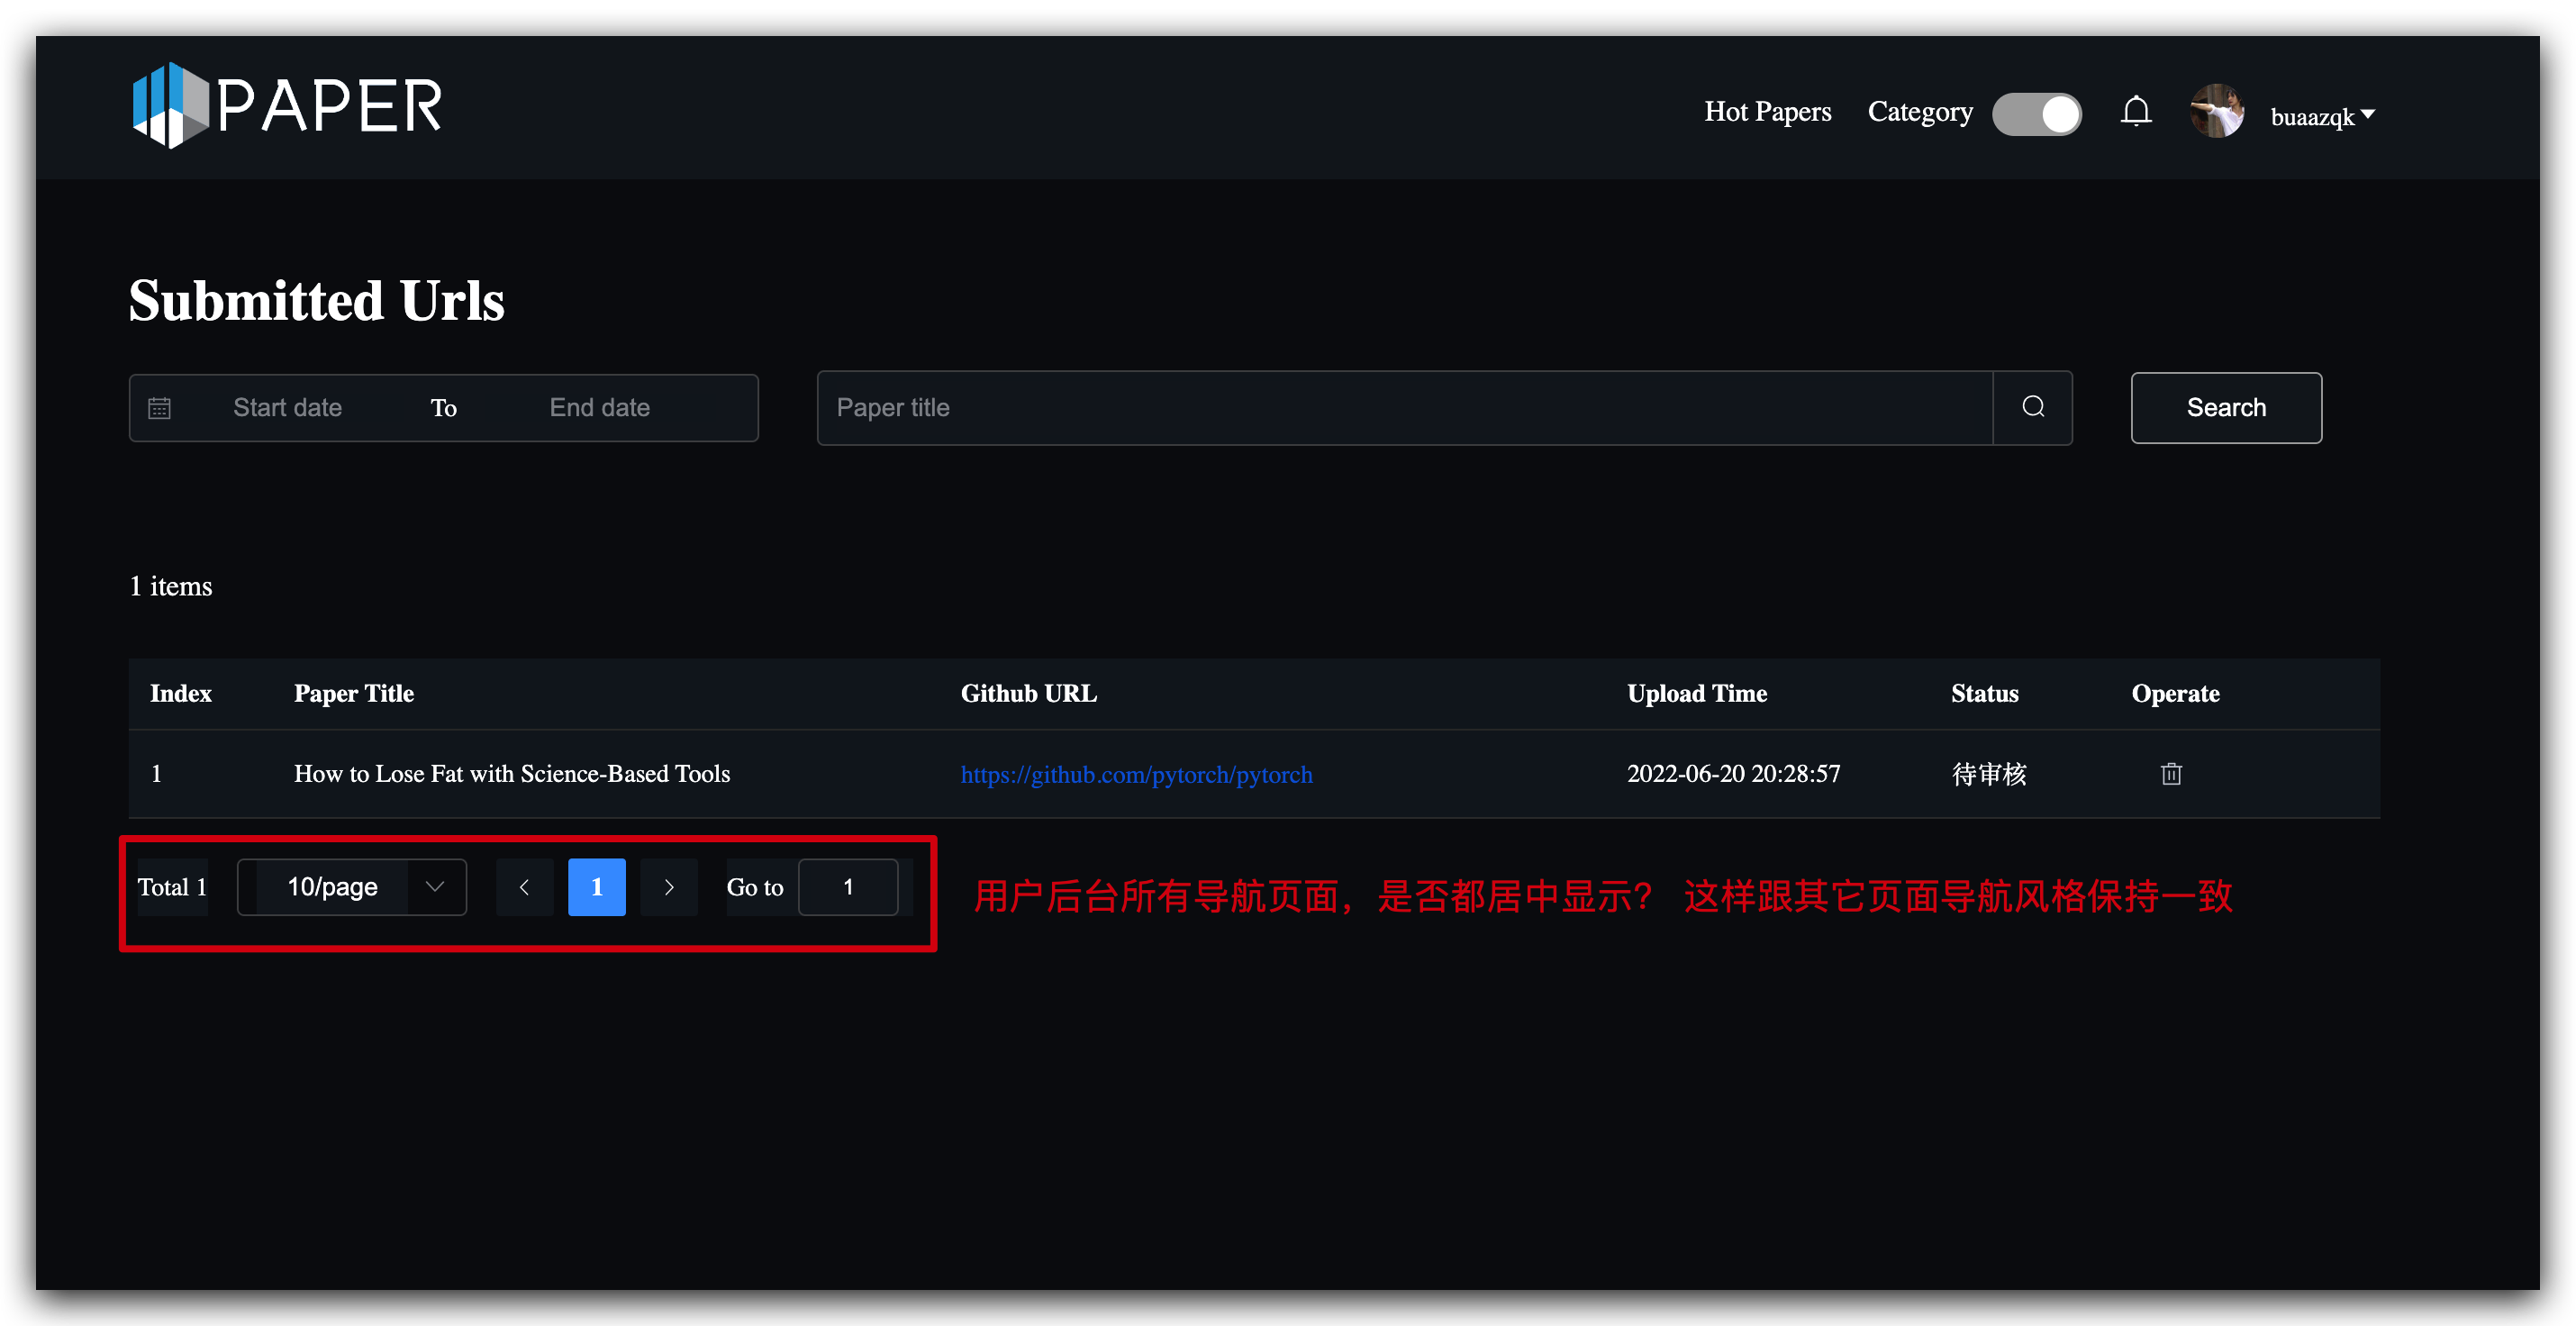 PAPER
Hot Papers Category buaazqk
Submitted Urls
Start date To End date Paper title Search
1 items
Index Paper Title Github URL Upload Time Status Operate
1 How to Lose Fat with Science-Based Tools https://github.com/pytorch/pytorch 2022-06-20 20:28:57 待审核
Total 1 10/page 1 Go to 1
用户后台所有导航页面，是否都居中显示？ 这样跟其它页面导航风格保持一致